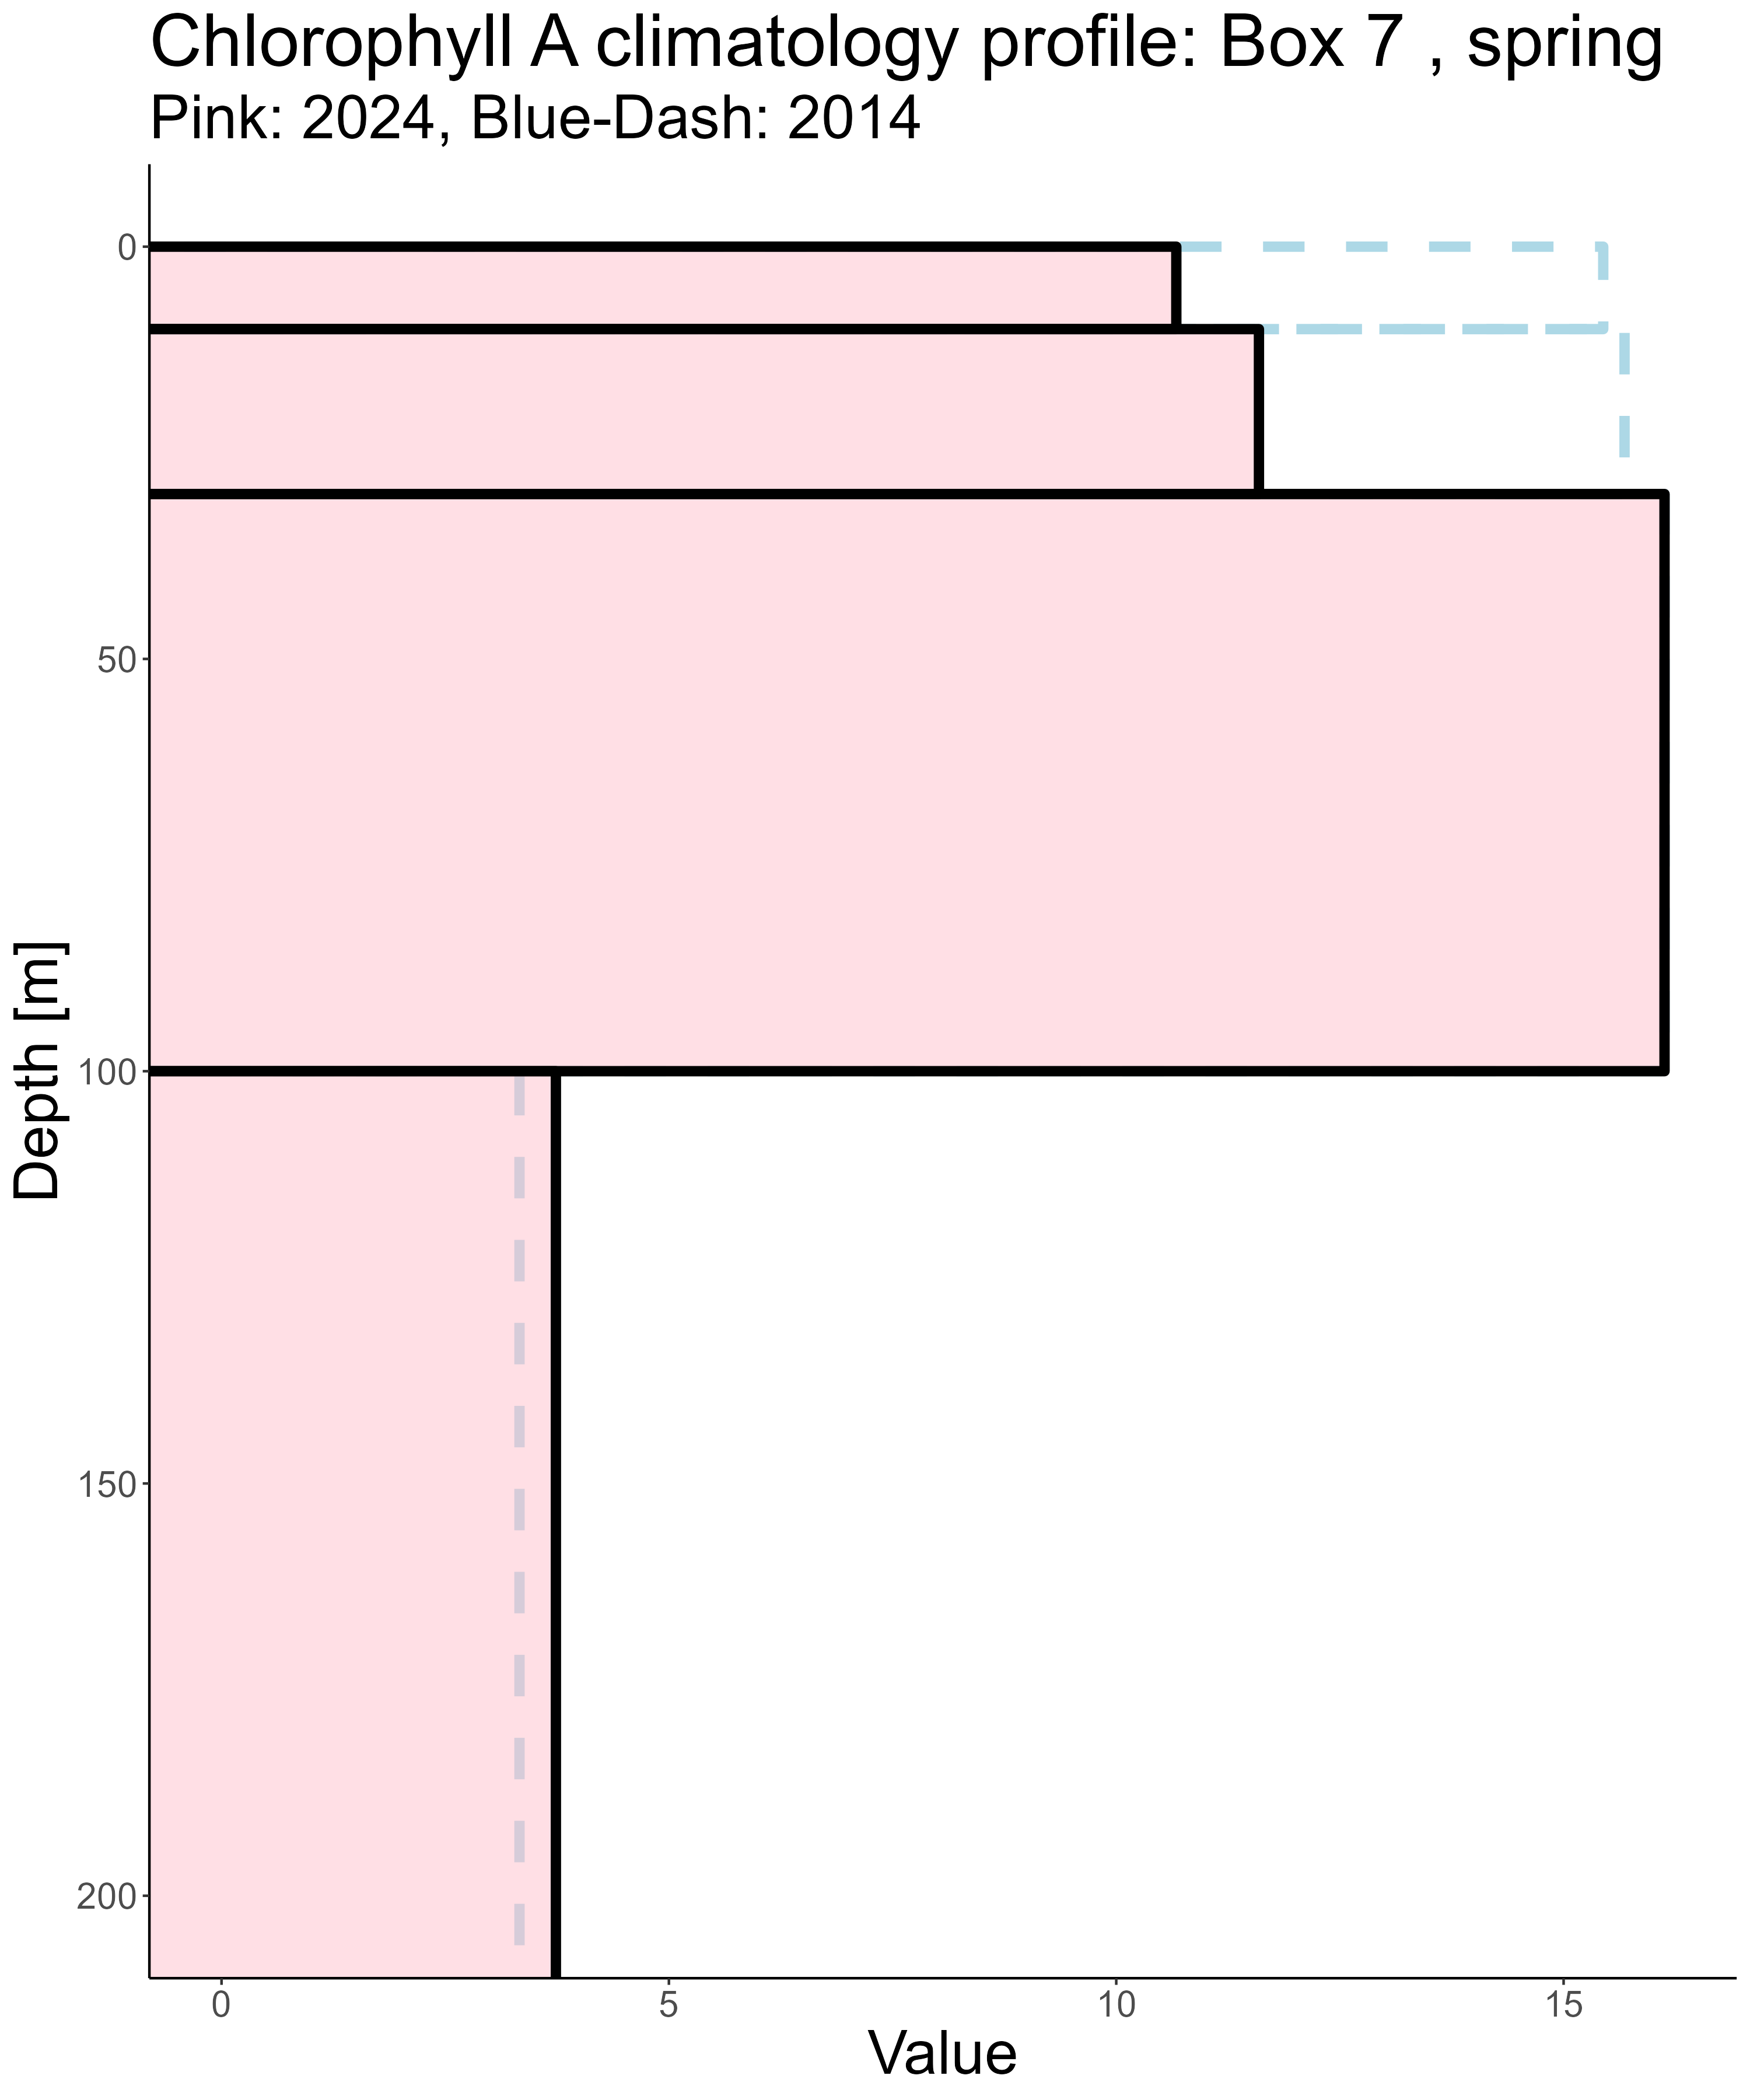 Chlorophyll A climatology profile: Box 7 , spring
Pink: 2024, Blue-Dash: 2014
0
50
100
150
200
Depth [m]
0 5 10 15
Value